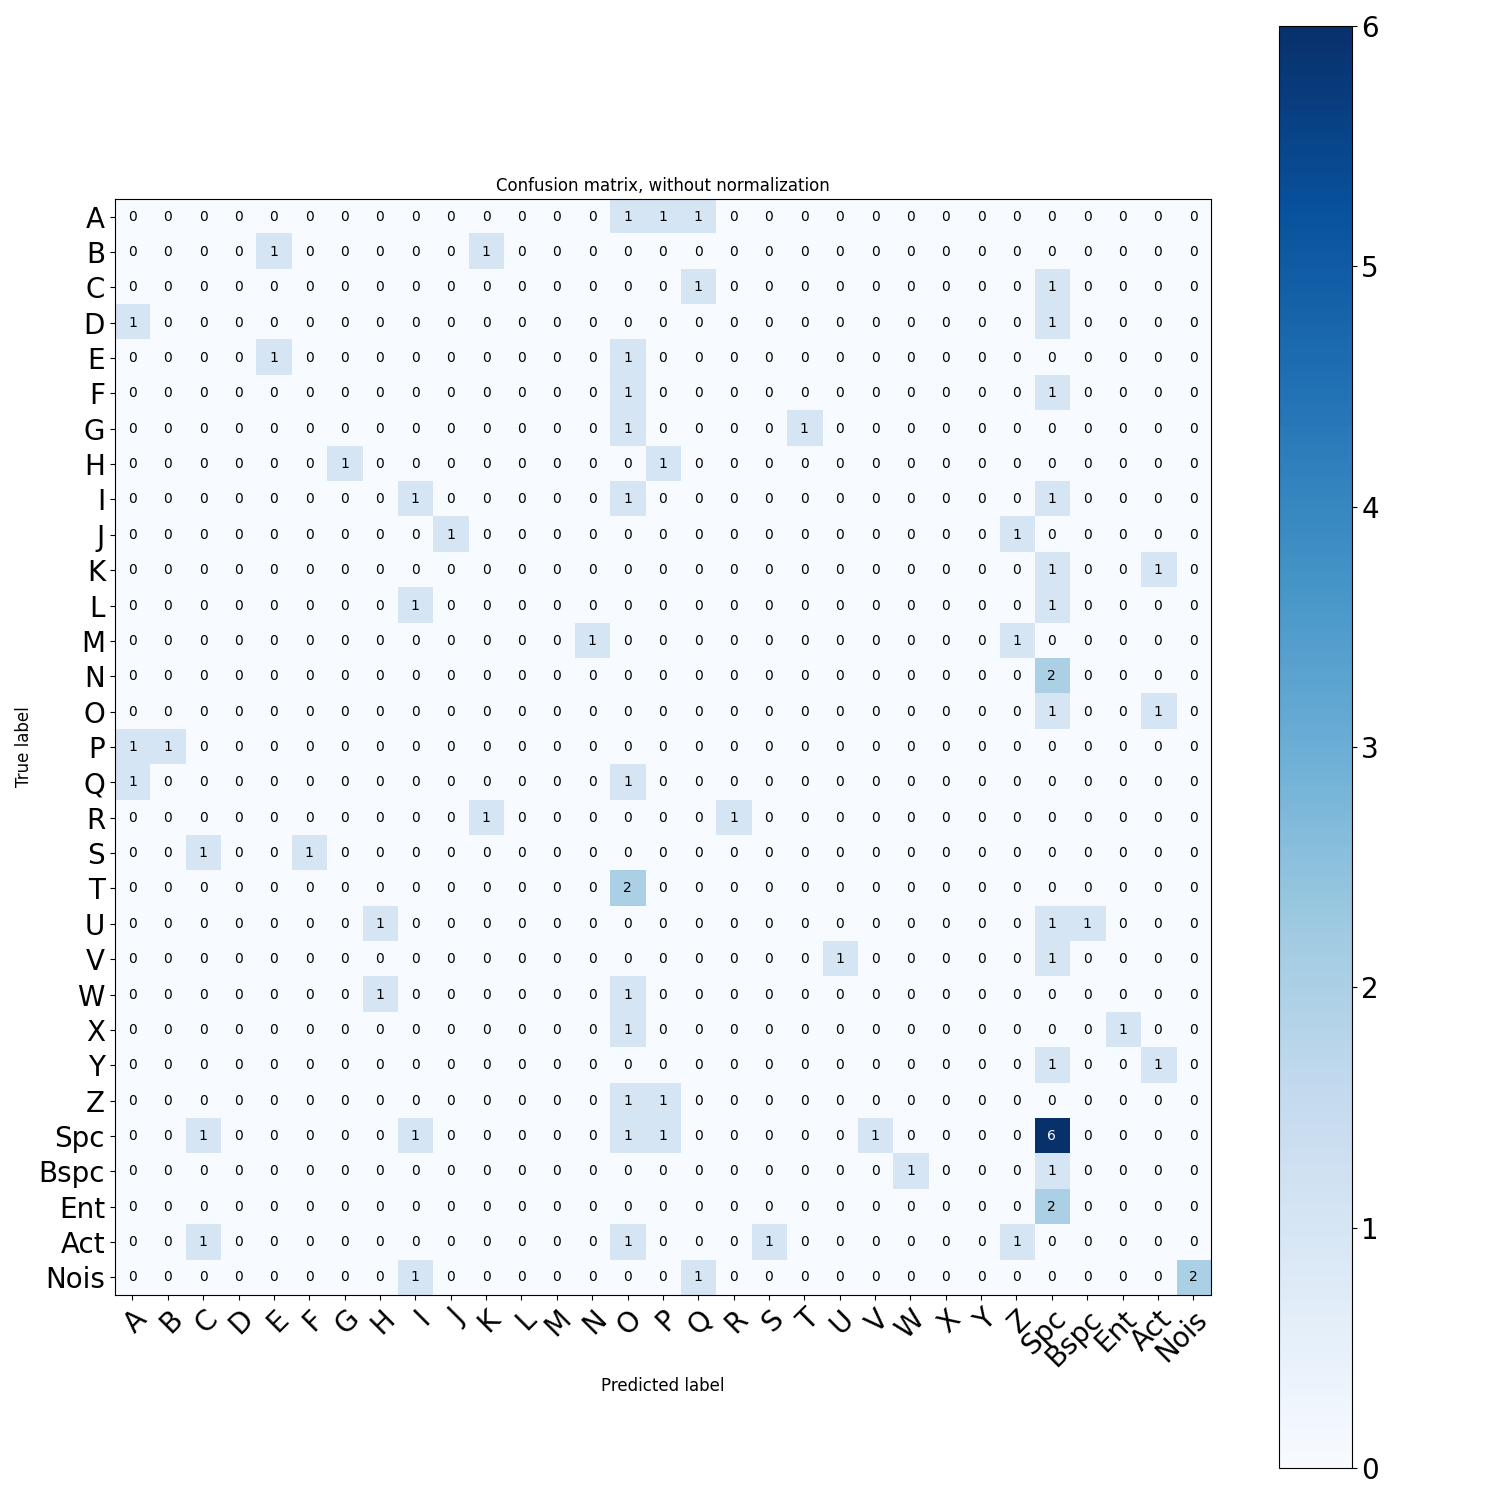 Confusion matrix, without normalization
True label
A 0 0 0 0 0 0 0 0 0 0 0 0 0 0 1 1 1 0 0 0 0 0 0 0 0 0 0 0 0 0 0
B 0 0 0 0 1 0 0 0 0 0 1 0 0 0 0 0 0 0 0 0 0 0 0 0 0 0 0 0 0 0 0
C 0 0 0 0 0 0 0 0 0 0 0 0 0 0 0 0 1 0 0 0 0 0 0 0 0 0 1 0 0 0 0
D 1 0 0 0 0 0 0 0 0 0 0 0 0 0 0 0 0 0 0 0 0 0 0 0 0 0 1 0 0 0 0
E 0 0 0 0 1 0 0 0 0 0 0 0 0 0 1 0 0 0 0 0 0 0 0 0 0 0 0 0 0 0 0
F 0 0 0 0 0 0 0 0 0 0 0 0 0 0 1 0 0 0 0 0 0 0 0 0 0 0 1 0 0 0 0
G 0 0 0 0 0 0 0 0 0 0 0 0 0 0 1 0 0 0 0 1 0 0 0 0 0 0 0 0 0 0 0
H 0 0 0 0 0 0 1 0 0 0 0 0 0 0 0 1 0 0 0 0 0 0 0 0 0 0 0 0 0 0 0
I 0 0 0 0 0 0 0 0 1 0 0 0 0 0 1 0 0 0 0 0 0 0 0 0 0 0 1 0 0 0 0
J 0 0 0 0 0 0 0 0 0 1 0 0 0 0 0 0 0 0 0 0 0 0 0 0 0 1 0 0 0 0 0
K 0 0 0 0 0 0 0 0 0 0 0 0 0 0 0 0 0 0 0 0 0 0 0 0 0 0 1 0 0 1 0
L 0 0 0 0 0 0 0 0 1 0 0 0 0 0 0 0 0 0 0 0 0 0 0 0 0 0 1 0 0 0 0
M 0 0 0 0 0 0 0 0 0 0 0 0 0 1 0 0 0 0 0 0 0 0 0 0 0 1 0 0 0 0 0
N 0 0 0 0 0 0 0 0 0 0 0 0 0 0 0 0 0 0 0 0 0 0 0 0 0 0 2 0 0 0 0
O 0 0 0 0 0 0 0 0 0 0 0 0 0 0 0 0 0 0 0 0 0 0 0 0 0 0 1 0 0 1 0
P 1 1 0 0 0 0 0 0 0 0 0 0 0 0 0 0 0 0 0 0 0 0 0 0 0 0 0 0 0 0 0
Q 1 0 0 0 0 0 0 0 0 0 0 0 0 0 1 0 0 0 0 0 0 0 0 0 0 0 0 0 0 0 0
R 0 0 0 0 0 0 0 0 0 0 1 0 0 0 0 0 0 1 0 0 0 0 0 0 0 0 0 0 0 0 0
S 0 0 1 0 0 1 0 0 0 0 0 0 0 0 0 0 0 0 0 0 0 0 0 0 0 0 0 0 0 0 0
T 0 0 0 0 0 0 0 0 0 0 0 0 0 0 2 0 0 0 0 0 0 0 0 0 0 0 0 0 0 0 0
U 0 0 0 0 0 0 0 1 0 0 0 0 0 0 0 0 0 0 0 0 0 0 0 0 0 0 1 1 0 0 0
V 0 0 0 0 0 0 0 0 0 0 0 0 0 0 0 0 0 0 0 0 1 0 0 0 0 0 1 0 0 0 0
W 0 0 0 0 0 0 0 1 0 0 0 0 0 0 1 0 0 0 0 0 0 0 0 0 0 0 0 0 0 0 0
X 0 0 0 0 0 0 0 0 0 0 0 0 0 0 1 0 0 0 0 0 0 0 0 0 0 0 0 0 1 0 0
Y 0 0 0 0 0 0 0 0 0 0 0 0 0 0 0 0 0 0 0 0 0 0 0 0 0 0 1 0 0 1 0
Z 0 0 0 0 0 0 0 0 0 0 0 0 0 0 1 1 0 0 0 0 0 0 0 0 0 0 0 0 0 0 0
Spc 0 0 1 0 0 0 0 0 1 0 0 0 0 0 1 1 0 0 0 0 0 1 0 0 0 0 6 0 0 0 0
Bspc 0 0 0 0 0 0 0 0 0 0 0 0 0 0 0 0 0 0 0 0 0 0 1 0 0 0 1 0 0 0 0
Ent 0 0 0 0 0 0 0 0 0 0 0 0 0 0 0 0 0 0 0 0 0 0 0 0 0 0 2 0 0 0 0
Act 0 0 1 0 0 0 0 0 0 0 0 0 0 0 1 0 0 0 1 0 0 0 0 0 0 1 0 0 0 0 0
Nois 0 0 0 0 0 0 0 0 1 0 0 0 0 0 0 0 1 0 0 0 0 0 0 0 0 0 0 0 0 0 2
A B C D E F G H I J K L M N O P Q R S T U V W X Y Z Spc Bspc Ent Act Nois
Predicted label
6
5
4
3
2
1
0